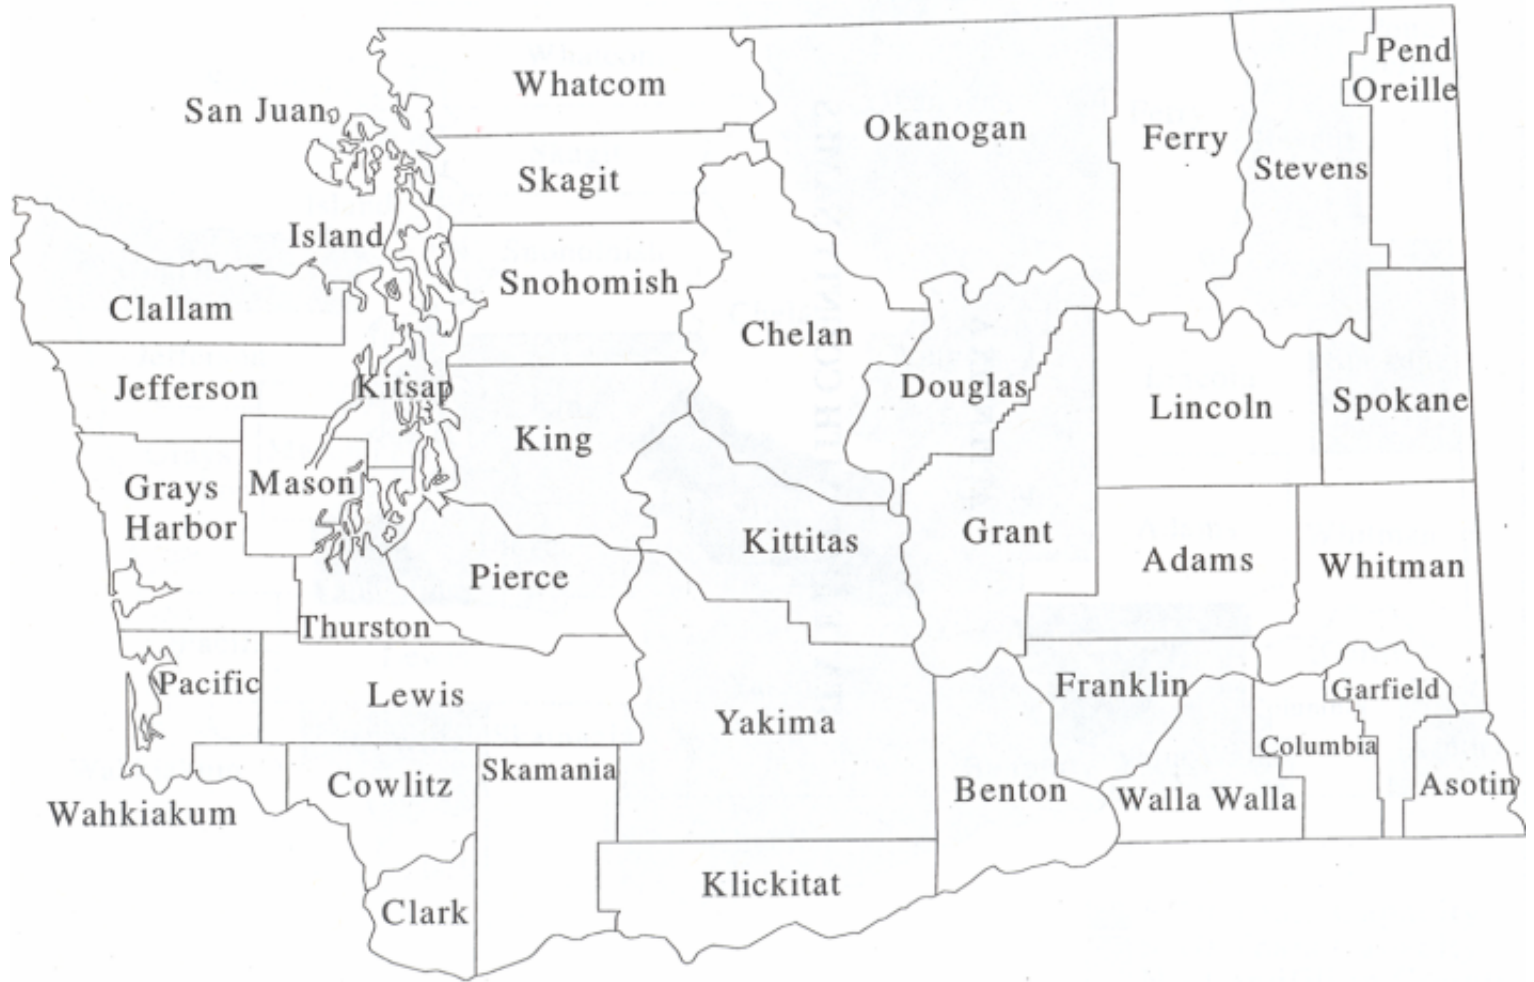 Whatcom
Pend
Oreille
San Juan
Okanogan
Ferry
Stevens
Skagit
Island
Snohomish
Clallam
Chelan
Jefferson
Kitsap
Douglas
Lincoln
Spokane
King
Mason
Grays
Harbor
Kittitas
Grant
Adams
Whitman
Pierce
Thurston
Pacific
Lewis
Franklin
Garfield
Yakima
Columbia
Skamania
Cowlitz
Benton
Walla Walla
Asotin
Wahkiakum
Klickitat
Clark